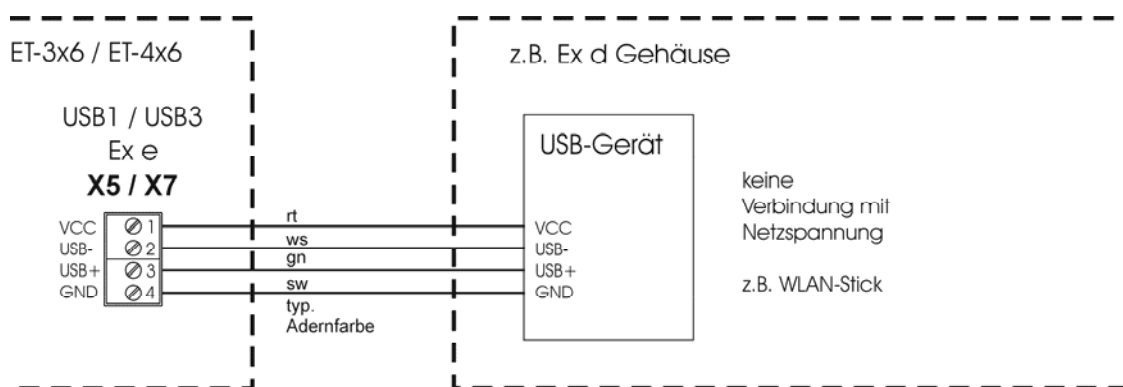 ET-3x6 / ET-4x6
z.B. Ex d Gehäuse
USB1 / USB3
Ex e
X5 / X7
USB-Gerät
keine
Verbindung mit
Netzspannung
z.B. WLAN-Stick
VCC 1 rt VCC
USB- 2 ws USB-
USB+ 3 gn USB+
GND 4 sw GND
typ.
Adernfarbe